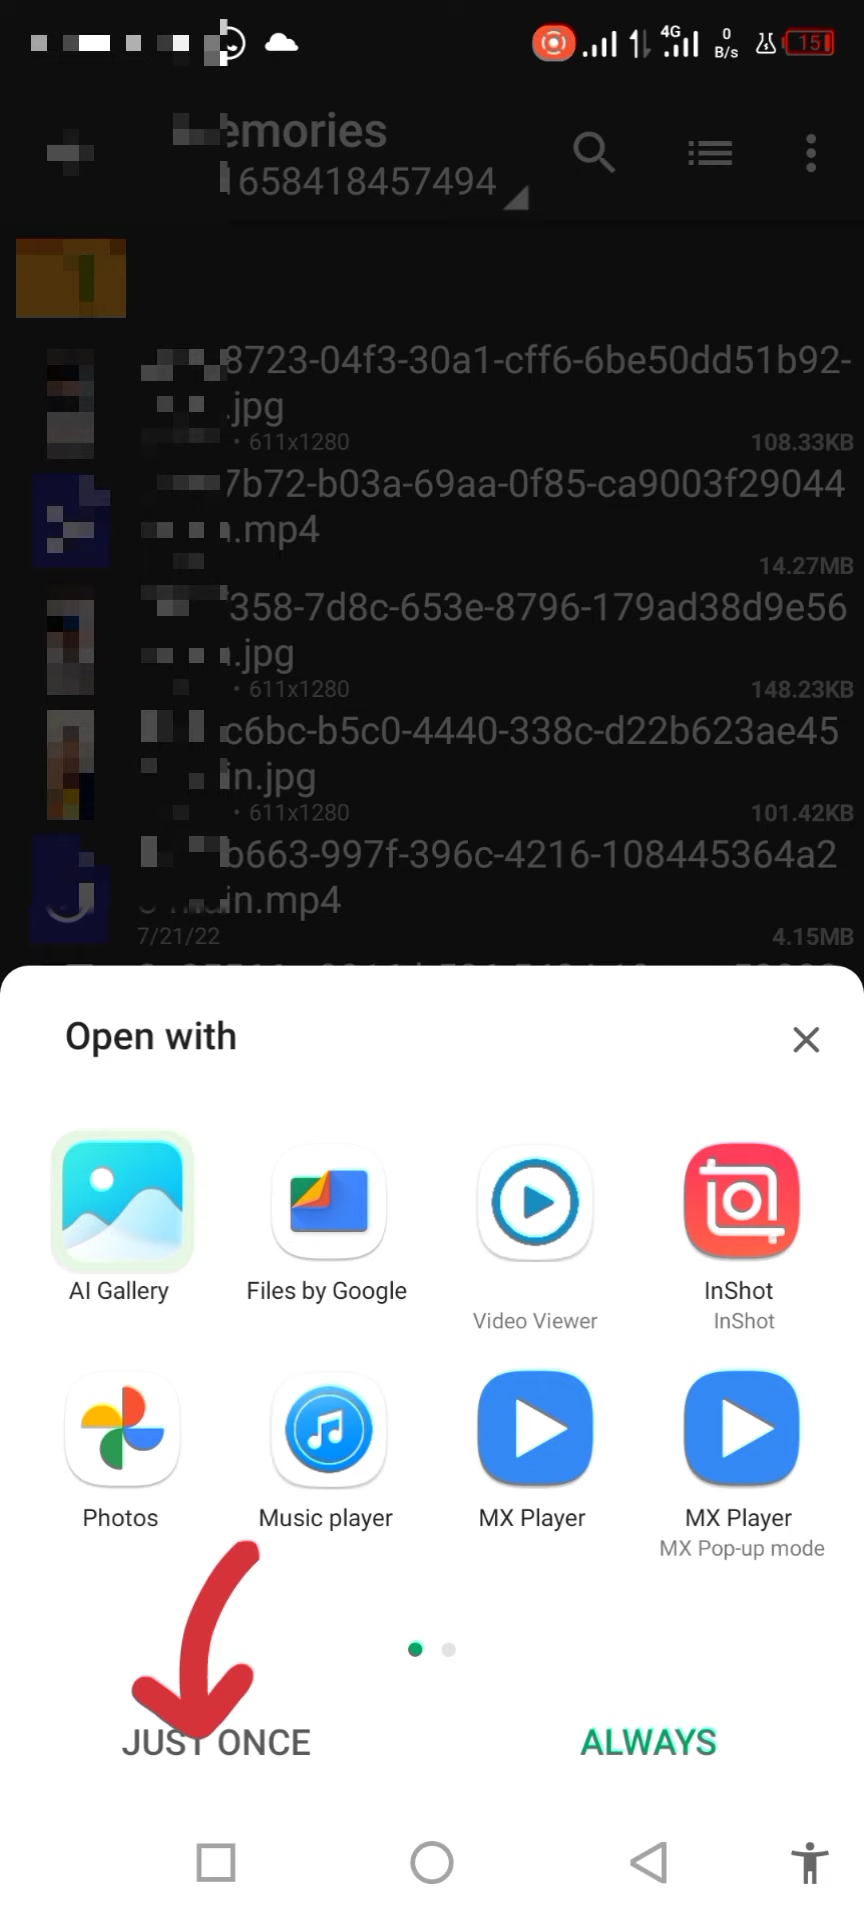 4G 0 B/s 15
emories
1658418457494
8723-04f3-30a1-cff6-6be50dd51b92-
.jpg
• 611x1280 108.33KB
7b72-b03a-69aa-0f85-ca9003f29044
.mp4
14.27MB
358-7d8c-653e-8796-179ad38d9e56
.jpg
• 611x1280 148.23KB
c6bc-b5c0-4440-338c-d22b623ae45
in.jpg
• 611x1280 101.42KB
b663-997f-396c-4216-108445364a2
in.mp4
7/21/22 4.15MB
Open with
AI Gallery Files by Google Video Viewer InShot
InShot
Photos Music player MX Player MX Player
MX Pop-up mode
JUST ONCE ALWAYS